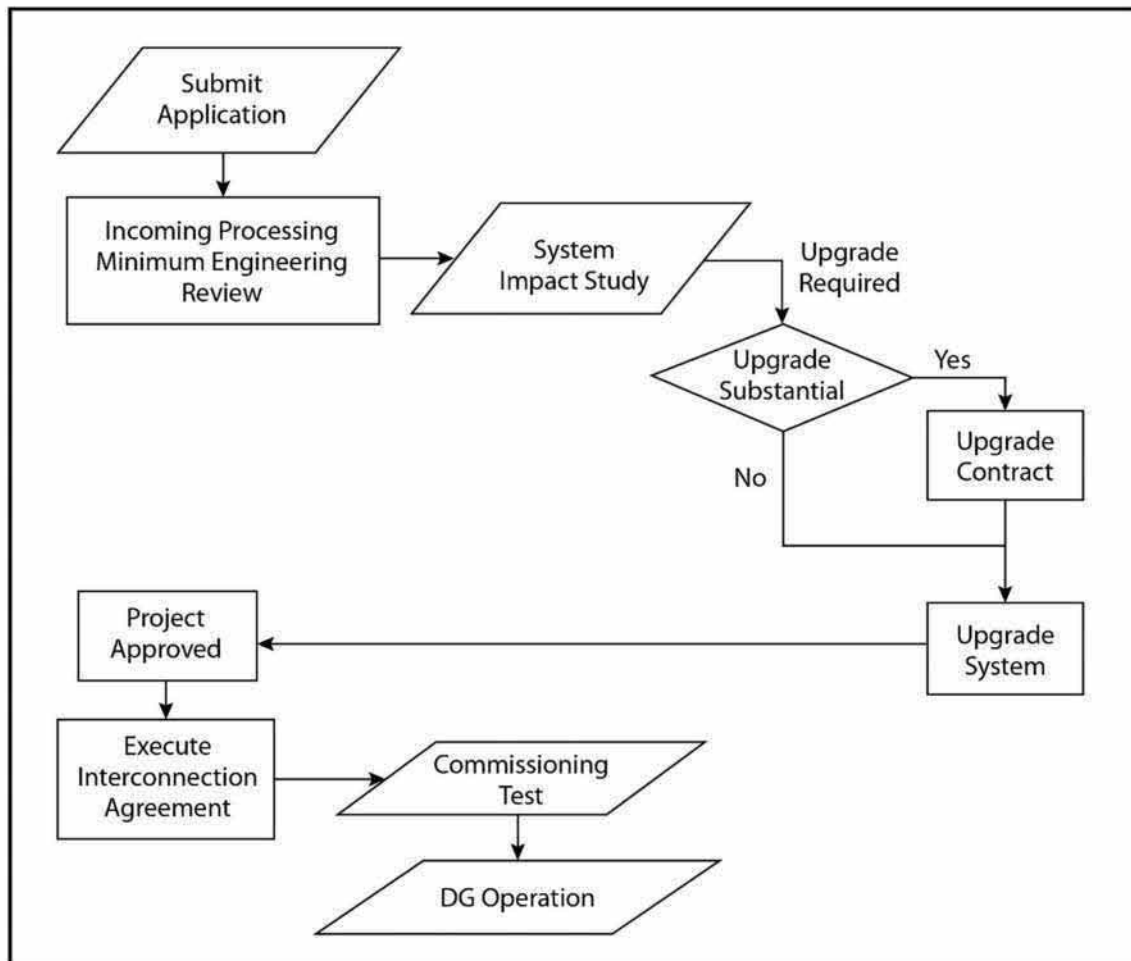 Submit
Application
Incoming Processing
Minimum Engineering
Review
System
Impact Study
Upgrade
Required
Upgrade
Substantial
Yes
Upgrade
Contract
No
Upgrade
System
Project
Approved
Execute
Interconnection
Agreement
Commissioning
Test
DG Operation